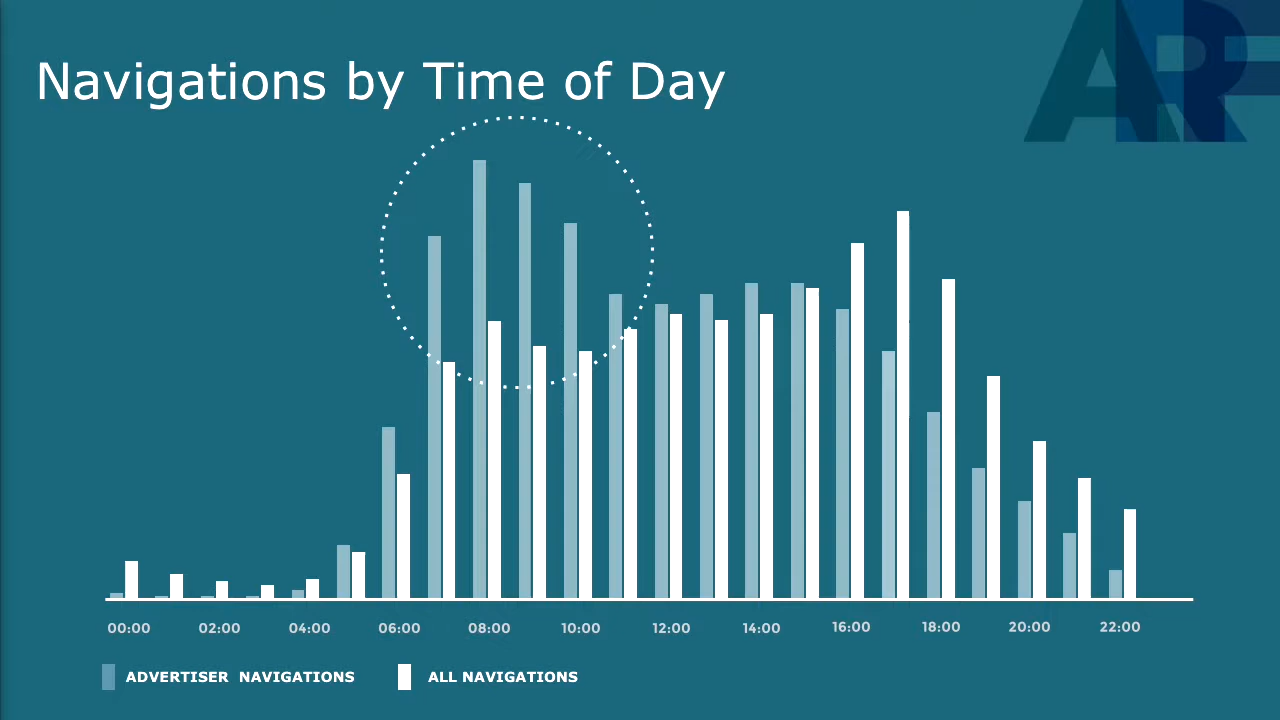 Navigations by Time of Day
ARF
00:00 02:00 04:00 06:00 08:00 10:00 12:00 14:00 16:00 18:00 20:00 22:00
ADVERTISER NAVIGATIONS ALL NAVIGATIONS